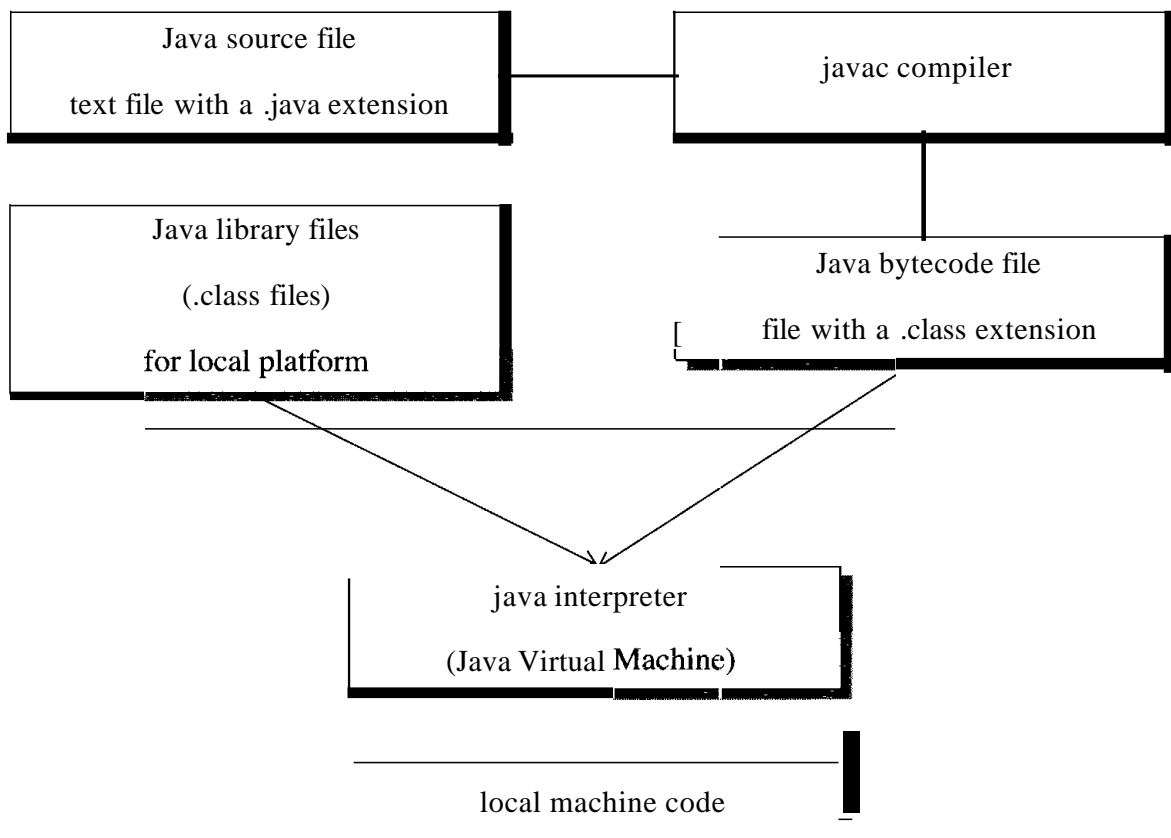 Java source file
text file with a .java extension
javac compiler
Java library files
(.class files)
for local platform
Java bytecode file
file with a .class extension
java interpreter
(Java Virtual Machine)
local machine code